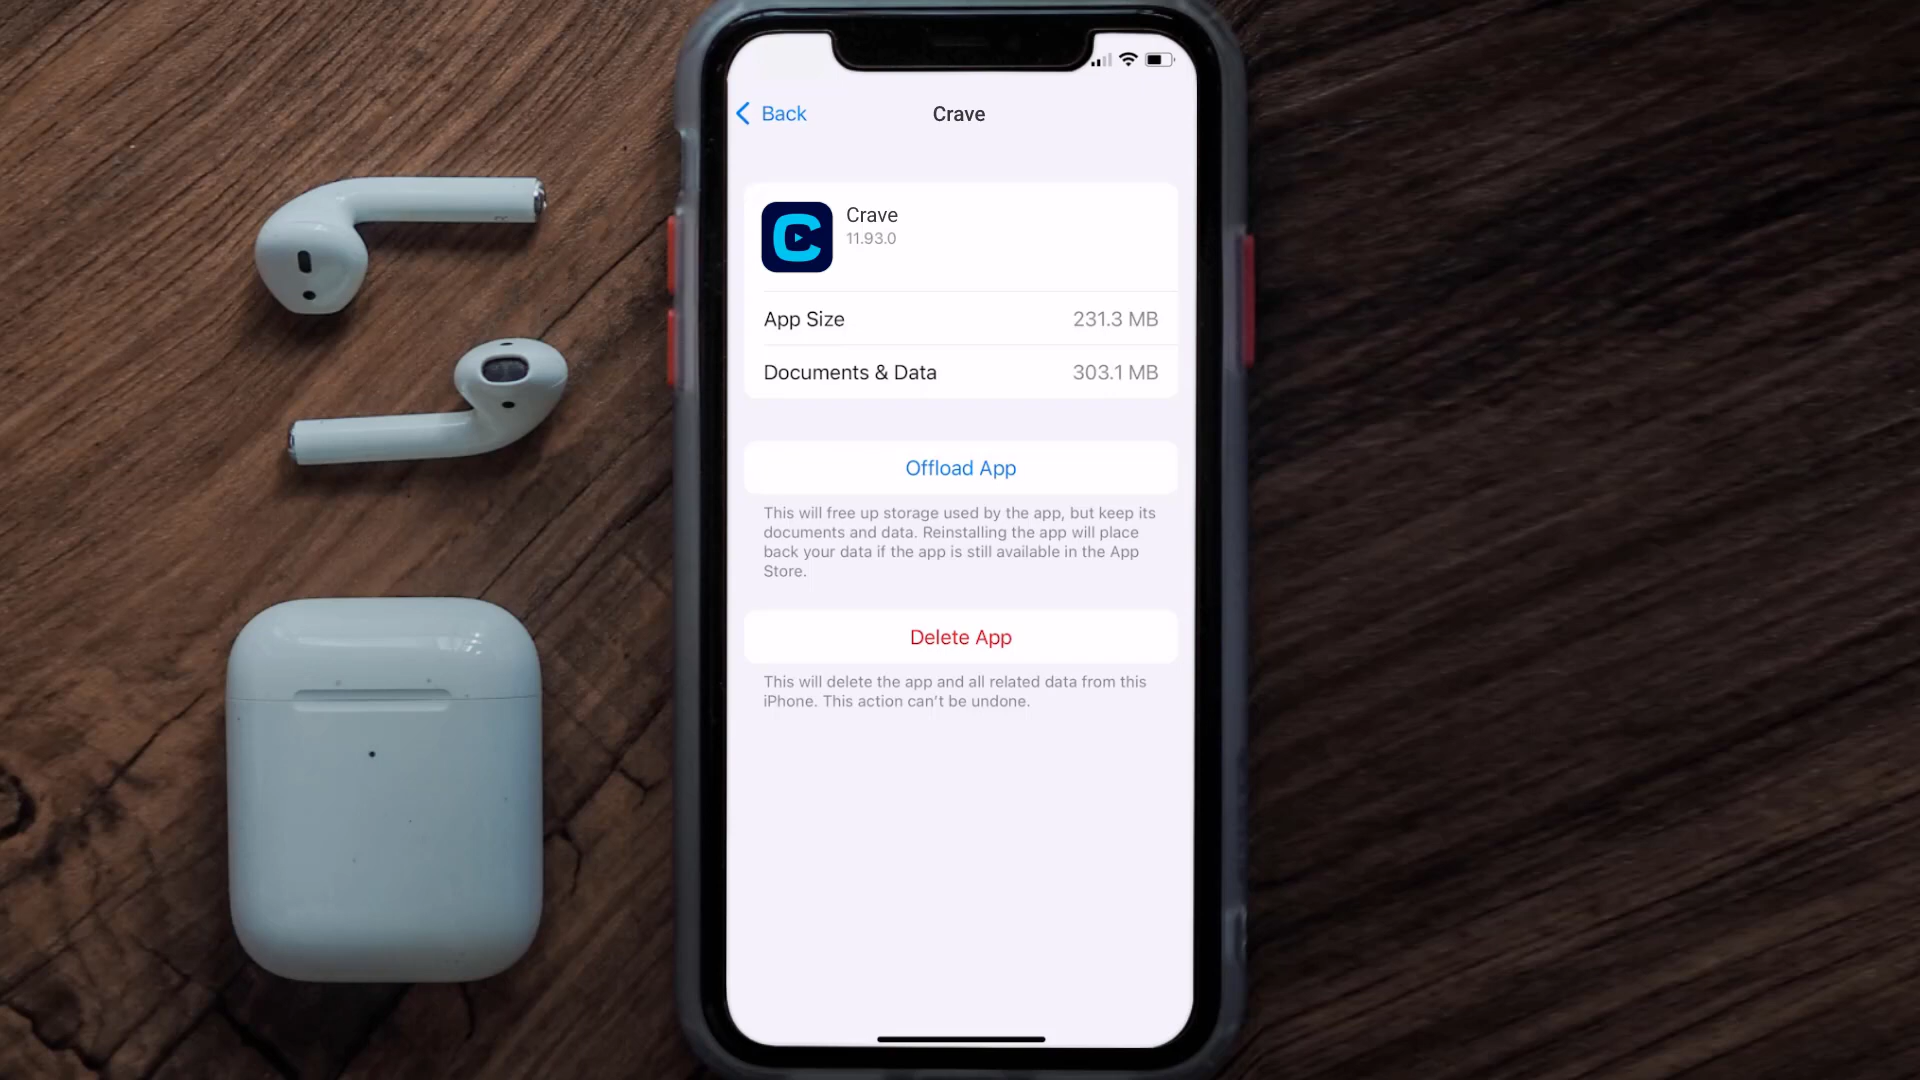 Back
Crave
Crave
11.93.0
App Size 231.3 MB
Documents & Data 303.1 MB
Offload App
This will free up storage used by the app, but keep its
documents and data. Reinstalling the app will place
back your data if the app is still available in the App
Store.
Delete App
This will delete the app and all related data from this
iPhone. This action can't be undone.